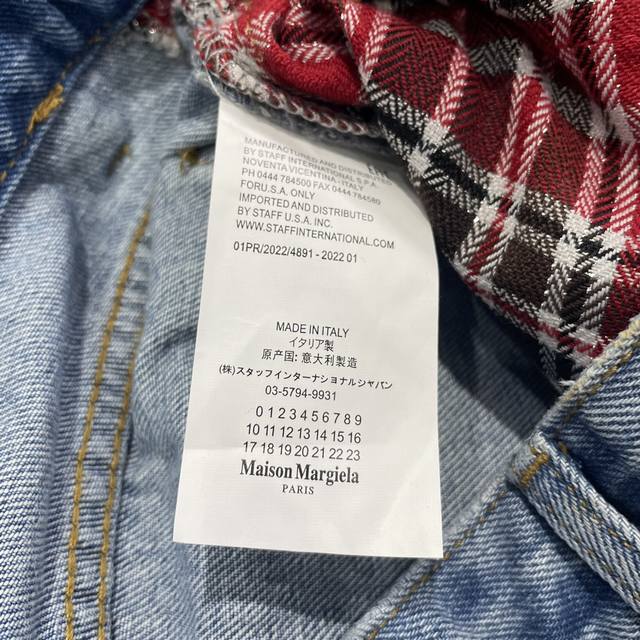 MANUFACTURED AND DISTRIBUTED
BY STAFF INTERNATIONAL S.P.A.
NOVENTA VICENTINA, ITALY
PH 0444 784500 FAX 0444 784580
FORU.S.A. ONLY
IMPORTED AND DISTRIBUTED
BY STAFF U.S.A. INC.
WWW.STAFFINTERNATIONAL.COM
01PR/2022/4891 - 2022 01
MADE IN ITALY
イタリア製
原产国: 意大利製造
(株)スタッフインターナショナルジャパン
03-5794-9931
0 1 2 3 4 5 6 7 8 9
10 11 12 13 14 15 16
17 18 19 20 21 22 23
Maison Margiela
PARIS